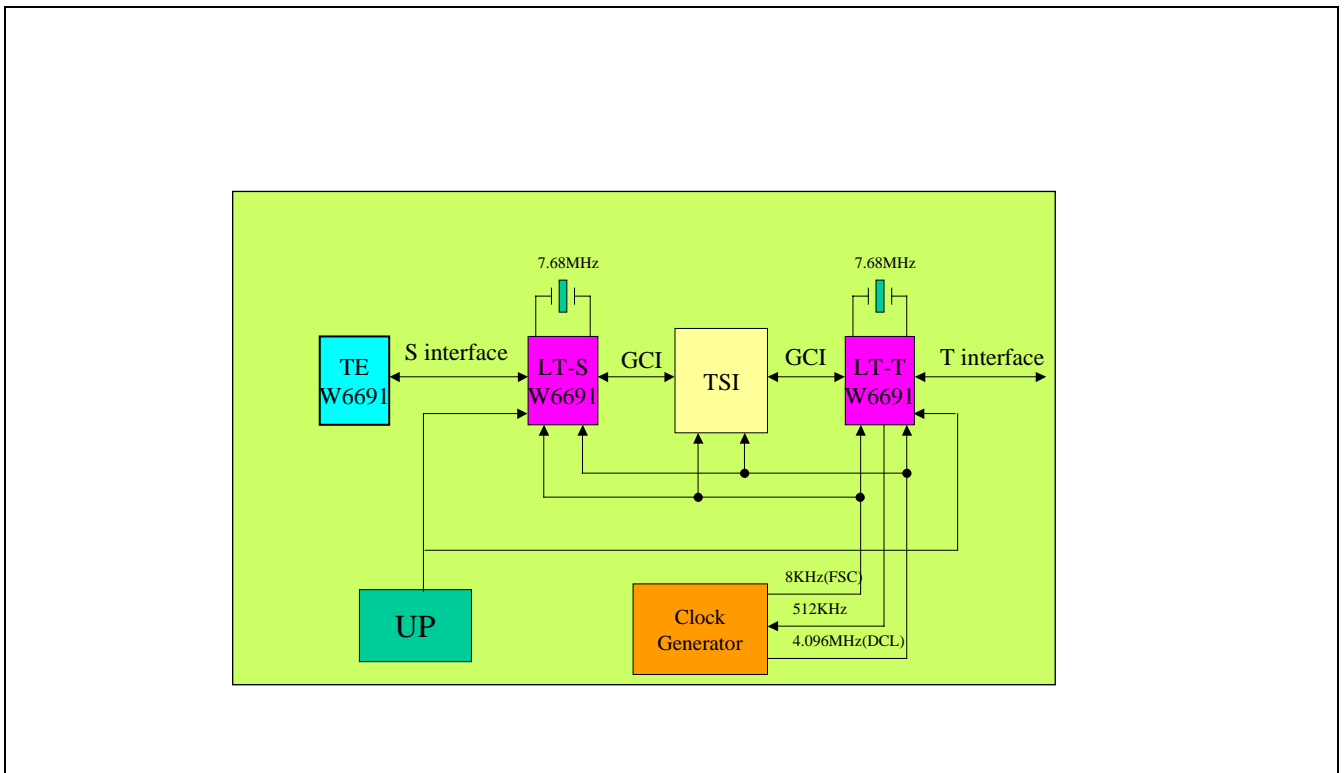 7.68MHz
7.68MHz
TE
W6691
S interface
LT-S
W6691
GCI
TSI
GCI
LT-T
W6691
T interface
UP
Clock
Generator
8KHz(FSC)
512KHz
4.096MHz(DCL)